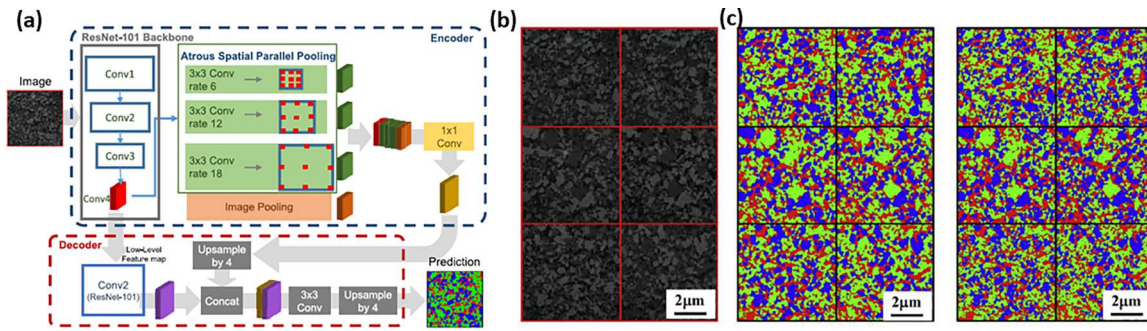 (a)
ResNet-101 Backbone
Encoder
Image
Conv1
Conv2
Conv3
Conv4
Atrous Spatial Parallel Pooling
3x3 Conv
rate 6
3x3 Conv
rate 12
3x3 Conv
rate 18
Image Pooling
1x1
Conv
Decoder
Low-Level
Feature map
Conv2
(ResNet-101)
Upsample
by 4
Concat
3x3
Conv
Upsample
by 4
Prediction
(b)
2μm
(c)
2μm
2μm